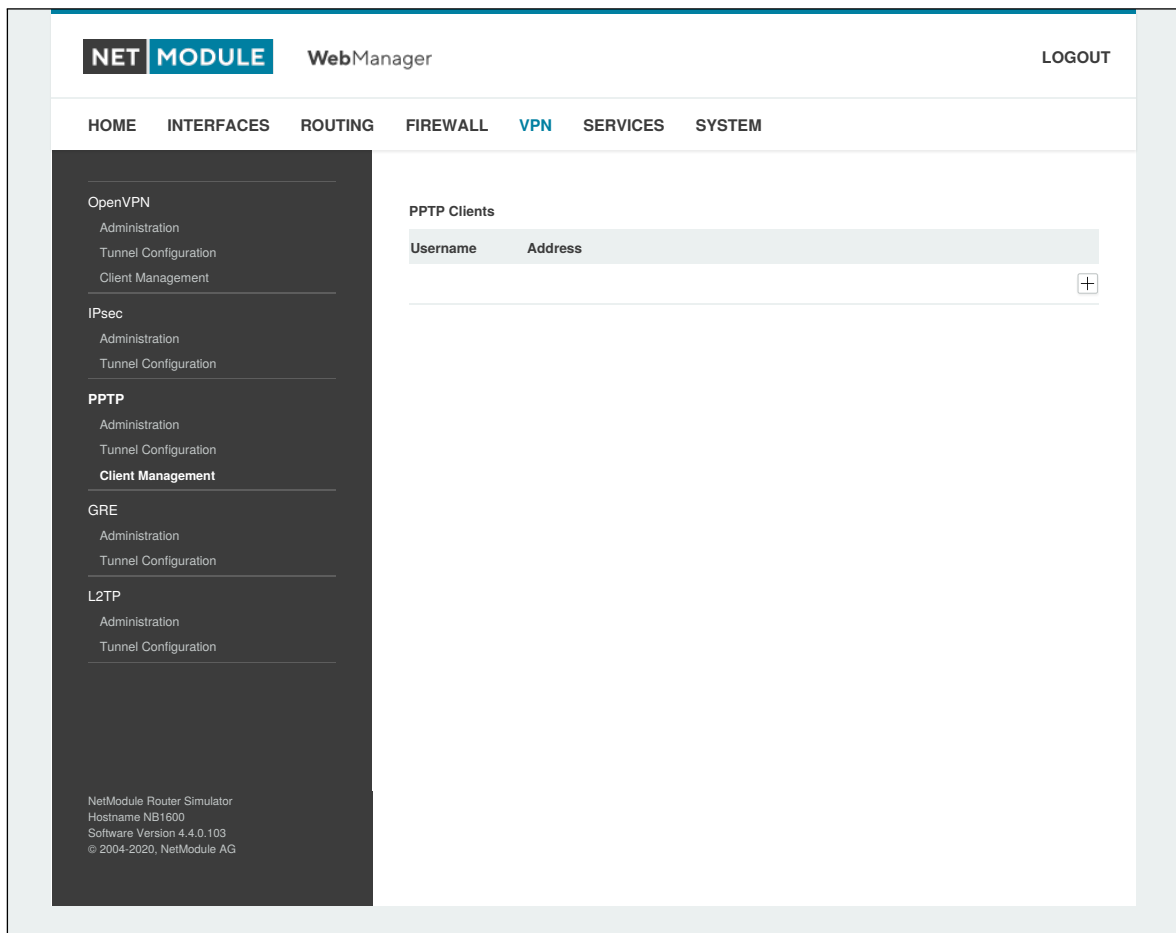 NET MODULE WebManager LOGOUT
HOME INTERFACES ROUTING FIREWALL VPN SERVICES SYSTEM
OpenVPN
Administration
Tunnel Configuration
Client Management
IPsec
Administration
Tunnel Configuration
PPTP
Administration
Tunnel Configuration
Client Management
GRE
Administration
Tunnel Configuration
L2TP
Administration
Tunnel Configuration
NetModule Router Simulator
Hostname NB1600
Software Version 4.4.0.103
© 2004-2020, NetModule AG
PPTP Clients
Username Address